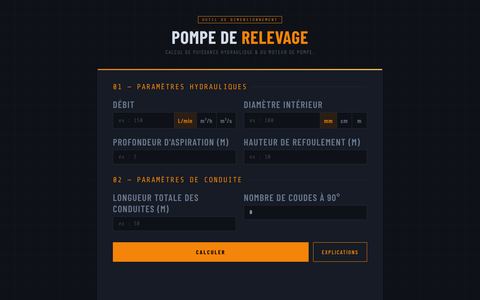 OUTIL DE DIMENSIONNEMENT
POMPE DE RELEVAGE
CALCUL DE PUISSANCE HYDRAULIQUE & DU MOTEUR DE POMPE.
01 — PARAMÈTRES HYDRAULIQUES
DÉBIT
ex : 150 L/min m³/h m³/s
DIAMÈTRE INTÉRIEUR
ex : 100 mm cm m
PROFONDEUR D'ASPIRATION (M)
ex : 3
HAUTEUR DE REFOULEMENT (M)
ex : 10
02 — PARAMÈTRES DE CONDUITE
LONGUEUR TOTALE DES
CONDUITES (M)
ex : 50
NOMBRE DE COUDES À 90°
0
CALCULER
EXPLICATIONS